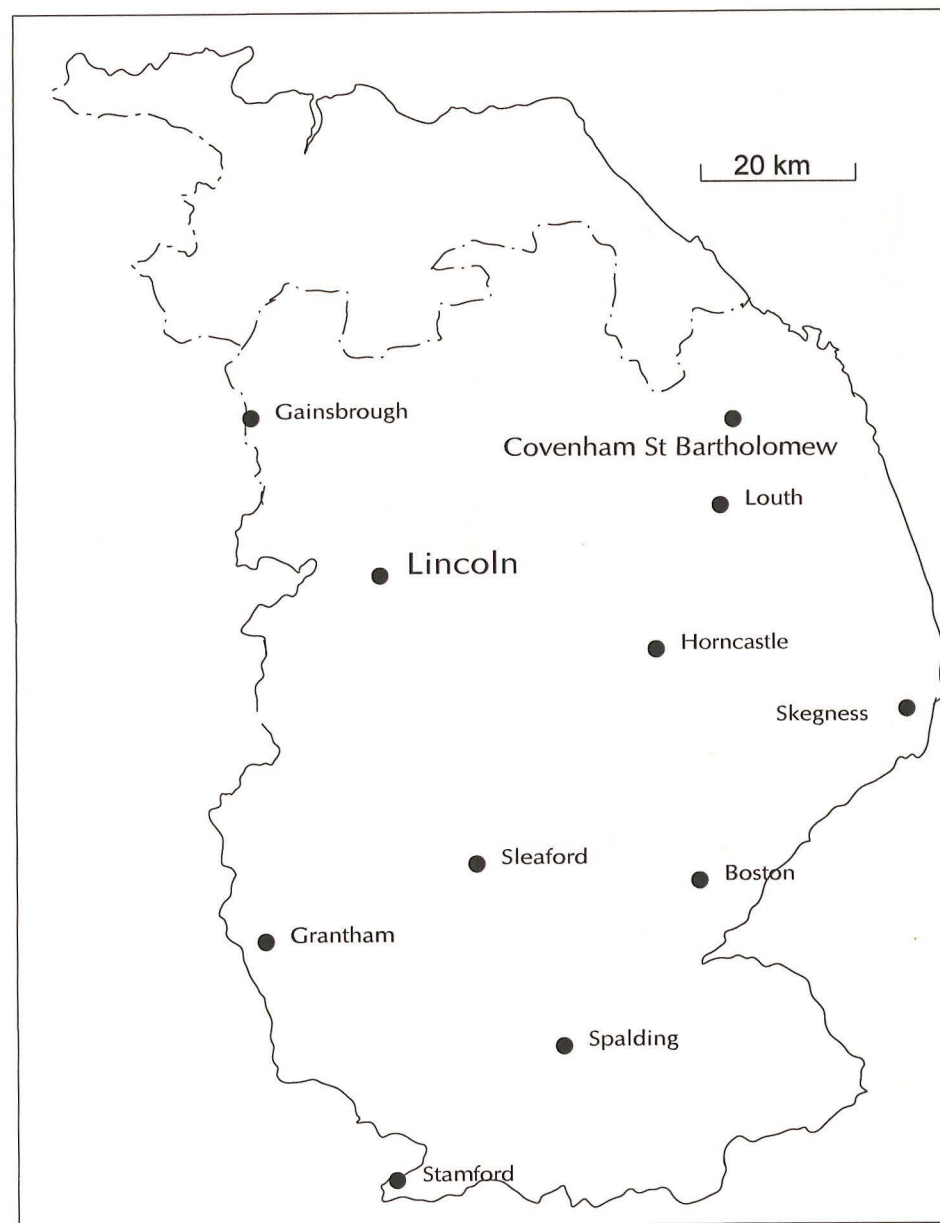 20 km
Gainsbrough
Covenham St Bartholomew
Louth
Lincoln
Horncastle
Skegness
Sleaford
Boston
Grantham
Spalding
Stamford